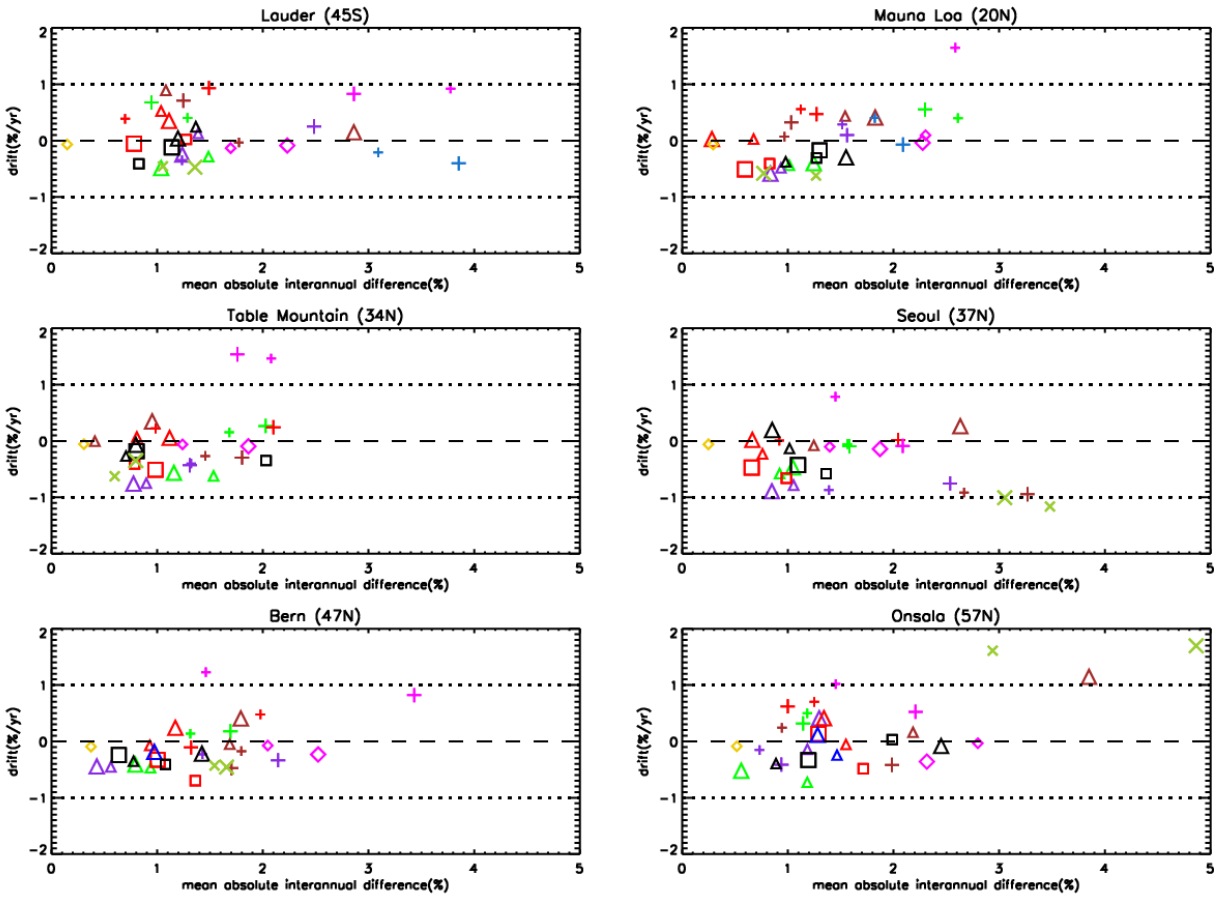 Lauder (45S)
drift(%/yr)
2
1
0
−1
−2
0 1 2 3 4 5
mean absolute interannual difference(%)
Mauna Loa (20N)
drift(%/yr)
2
1
0
−1
−2
0 1 2 3 4 5
mean absolute interannual difference(%)
Table Mountain (34N)
drift(%/yr)
2
1
0
−1
−2
0 1 2 3 4 5
mean absolute interannual difference(%)
Seoul (37N)
drift(%/yr)
2
1
0
−1
−2
0 1 2 3 4 5
mean absolute interannual difference(%)
Bern (47N)
drift(%/yr)
2
1
0
−1
−2
0 1 2 3 4 5
mean absolute interannual difference(%)
Onsala (57N)
drift(%/yr)
2
1
0
−1
−2
0 1 2 3 4 5
mean absolute interannual difference(%)